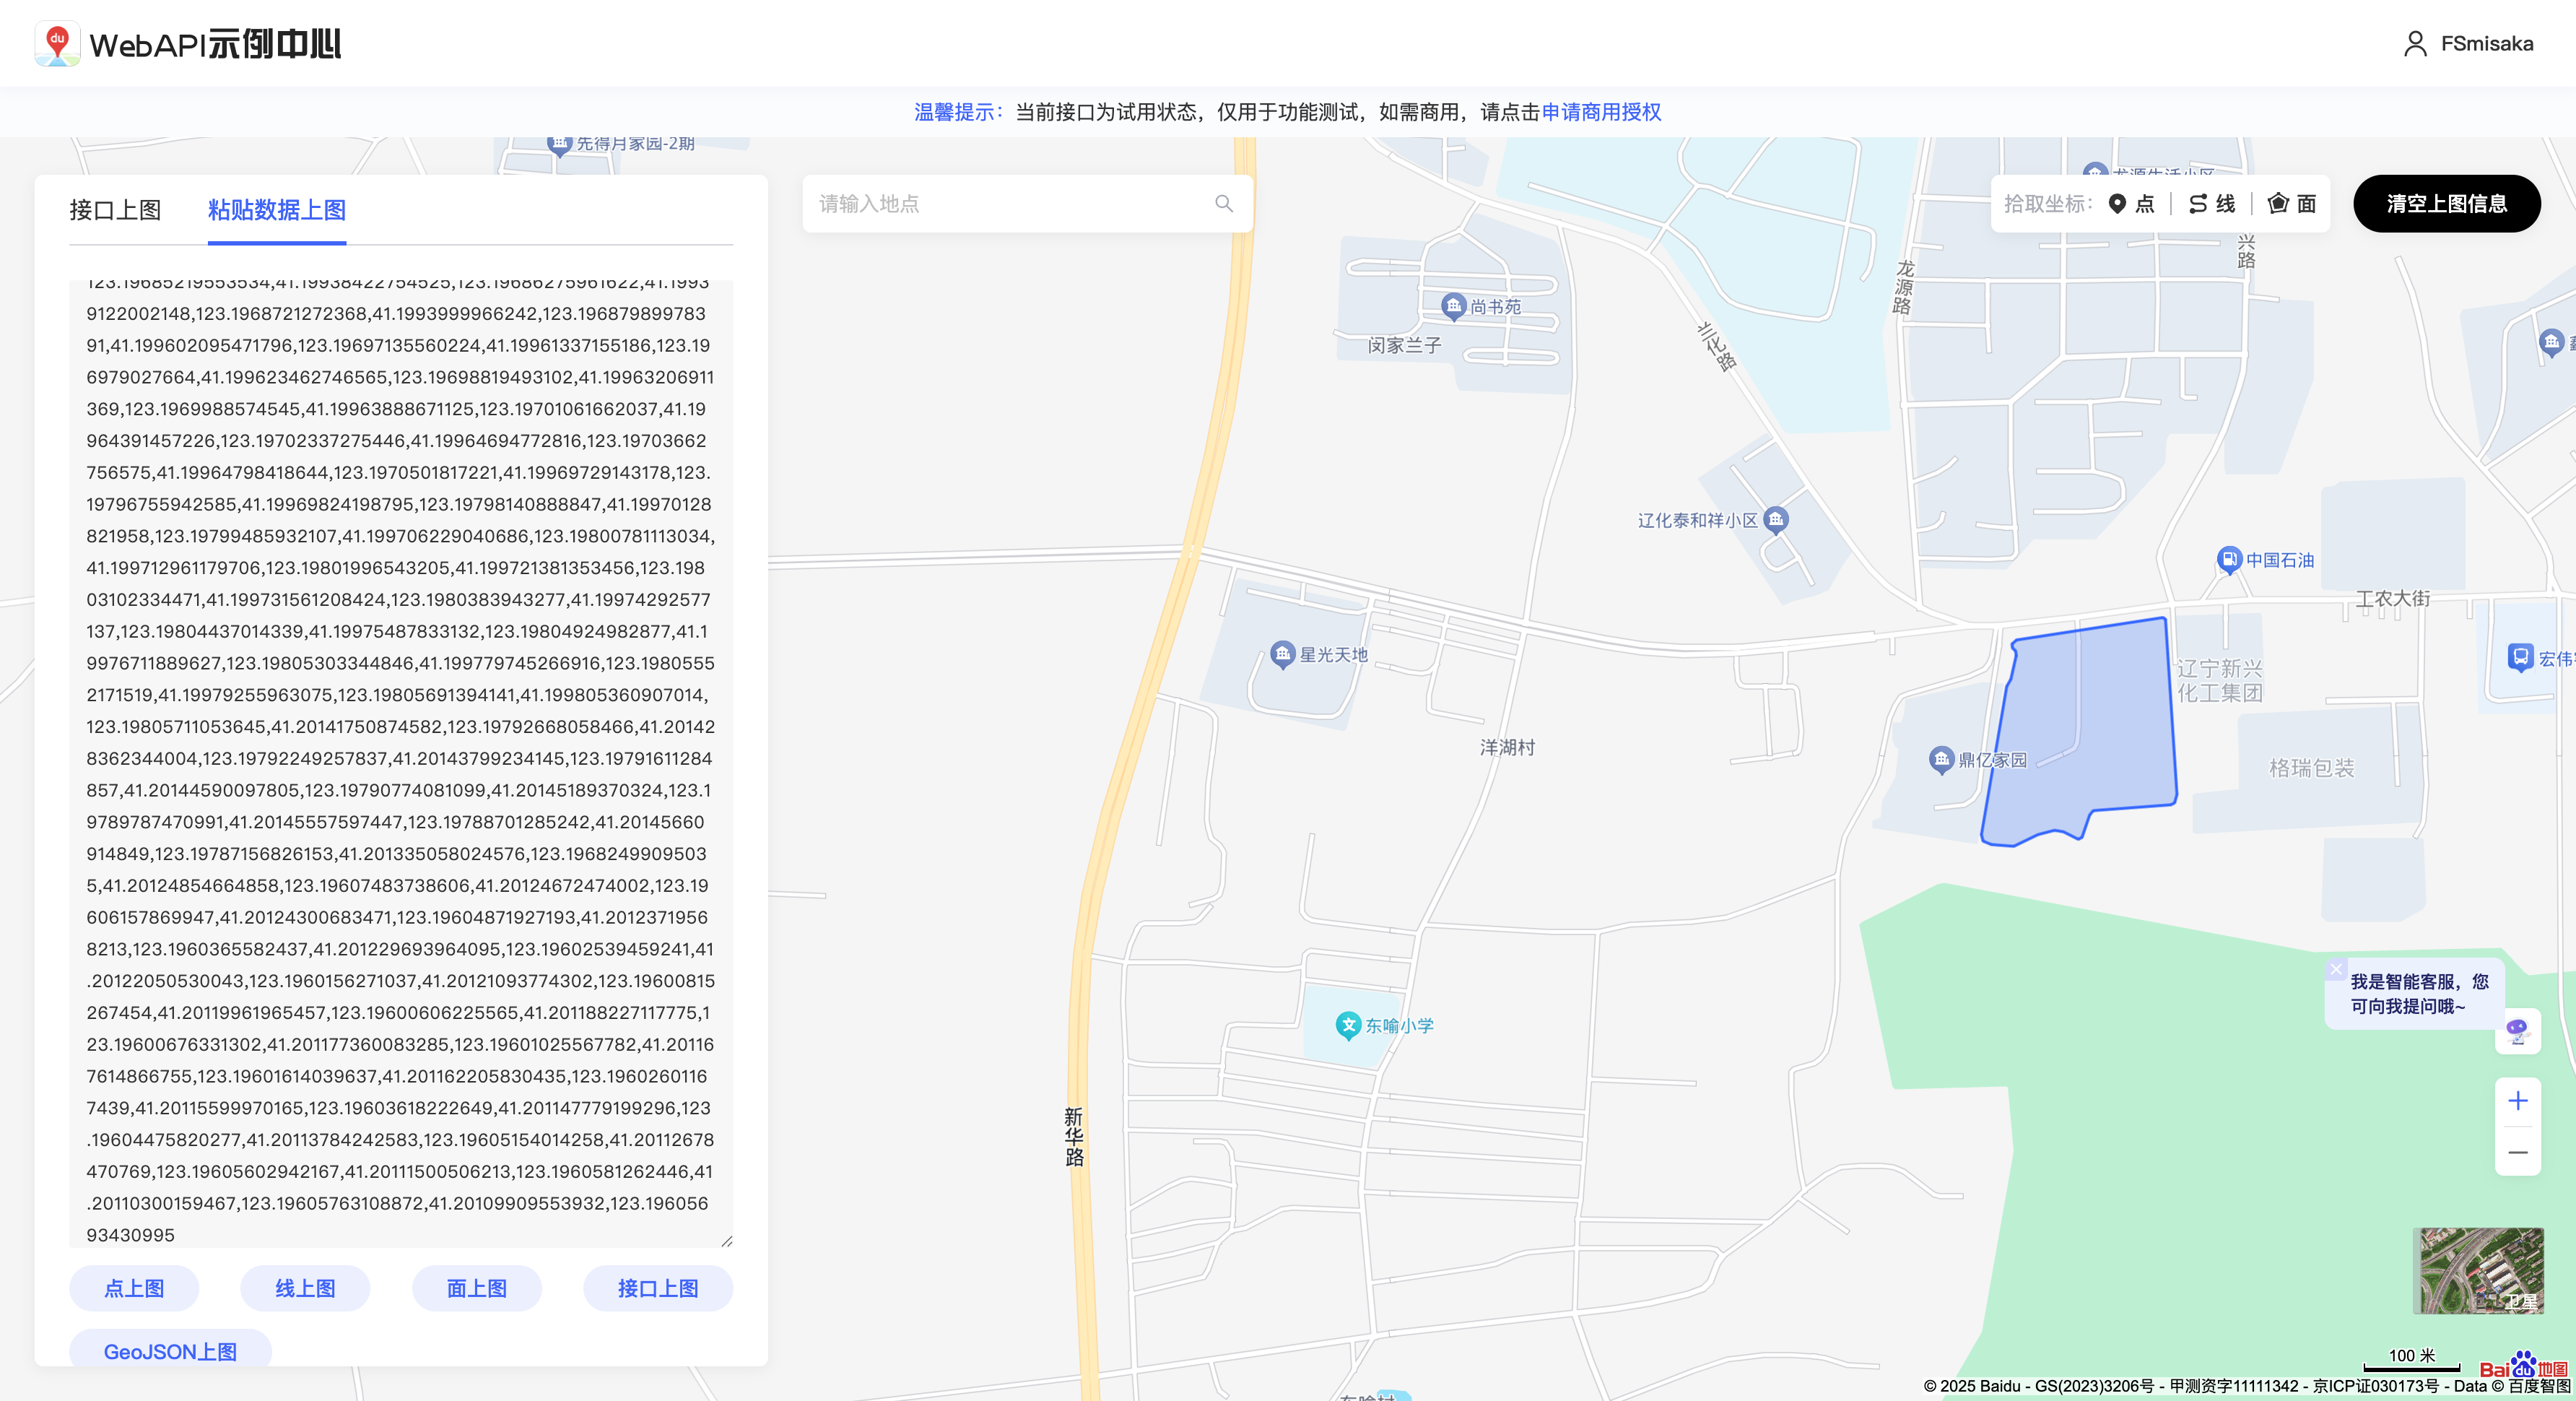 WebAPI示例中心
FSmisaka
温馨提示：当前接口为试用状态，仅用于功能测试，如需商用，请点击申请商用授权
接口上图
粘贴数据上图
123.19685219553534,41.19938422754525,123.19686275961622,41.1993
9122002148,123.1968721272368,41.1993999966242,123.196879899783
91,41.199602095471796,123.19697135560224,41.19961337155186,123.19
6979027664,41.199623462746565,123.19698819493102,41.19963206911
369,123.1969988574545,41.19963888671125,123.19701061662037,41.19
964391457226,123.19702337275446,41.19964694772816,123.19703662
756575,41.19964798418644,123.1970501817221,41.19969729143178,123.
19796755942585,41.19969824198795,123.19798140888847,41.19970128
821958,123.19799485932107,41.199706229040686,123.19800781113034,
41.199712961179706,123.19801996543205,41.199721381353456,123.198
03102334471,41.199731561208424,123.1980383943277,41.19974292577
137,123.19804437014339,41.19975487833132,123.19804924982877,41.1
9976711889627,123.19805303344846,41.199779745266916,123.1980555
2171519,41.19979255963075,123.19805691394141,41.199805360907014,
123.19805711053645,41.20141750874582,123.19792668058466,41.20142
8362344004,123.19792249257837,41.20143799234145,123.19791611284
857,41.20144590097805,123.19790774081099,41.20145189370324,123.1
9789787470991,41.20145557597447,123.19788701285242,41.20145660
914849,123.19787156826153,41.201335058024576,123.1968249909503
5,41.20124854664858,123.19607483738606,41.20124672474002,123.19
606157869947,41.20124300683471,123.19604871927193,41.2012371956
8213,123.1960365582437,41.201229693964095,123.19602539459241,41
.20122050530043,123.1960156271037,41.20121093774302,123.19600815
267454,41.20119961965457,123.19600606225565,41.201188227117775,1
23.19600676331302,41.201177360083285,123.19601025567782,41.20116
7614866755,123.19601614039637,41.201162205830435,123.1960260116
7439,41.20115599970165,123.19603618222649,41.201147779199296,123
.19604475820277,41.20113784242583,123.19605154014258,41.20112678
470769,123.19605602942167,41.20111500506213,123.1960581262446,41
.20110300159467,123.19605763108872,41.20109909553932,123.196056
93430995
点上图
线上图
面上图
接口上图
GeoJSON上图
请输入地点
拾取坐标：
点
线
面
清空上图信息
先得月家园-2期
龙源生活小区
兴路
龙源路
尚书苑
闵家兰子
兰化路
辽化泰和祥小区
中国石油
工农大街
星光天地
辽宁新兴
化工集团
宏伟
洋湖村
鼎亿家园
格瑞包装
我是智能客服，您
可向我提问哦~
东喻小学
新华路
卫星
100 米
Bai du 地图
© 2025 Baidu - GS(2023)3206号 - 甲测资字11111342 - 京ICP证030173号 - Data © 百度智图